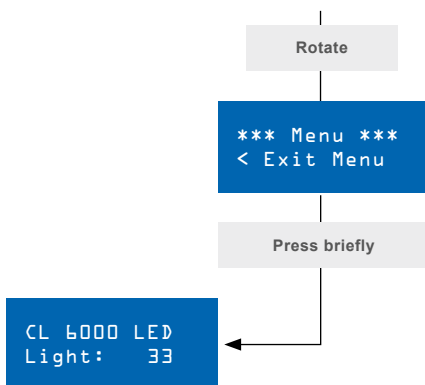 Rotate
*** Menu ***
< Exit Menu
Press briefly
CL 6000 LED
Light: 33